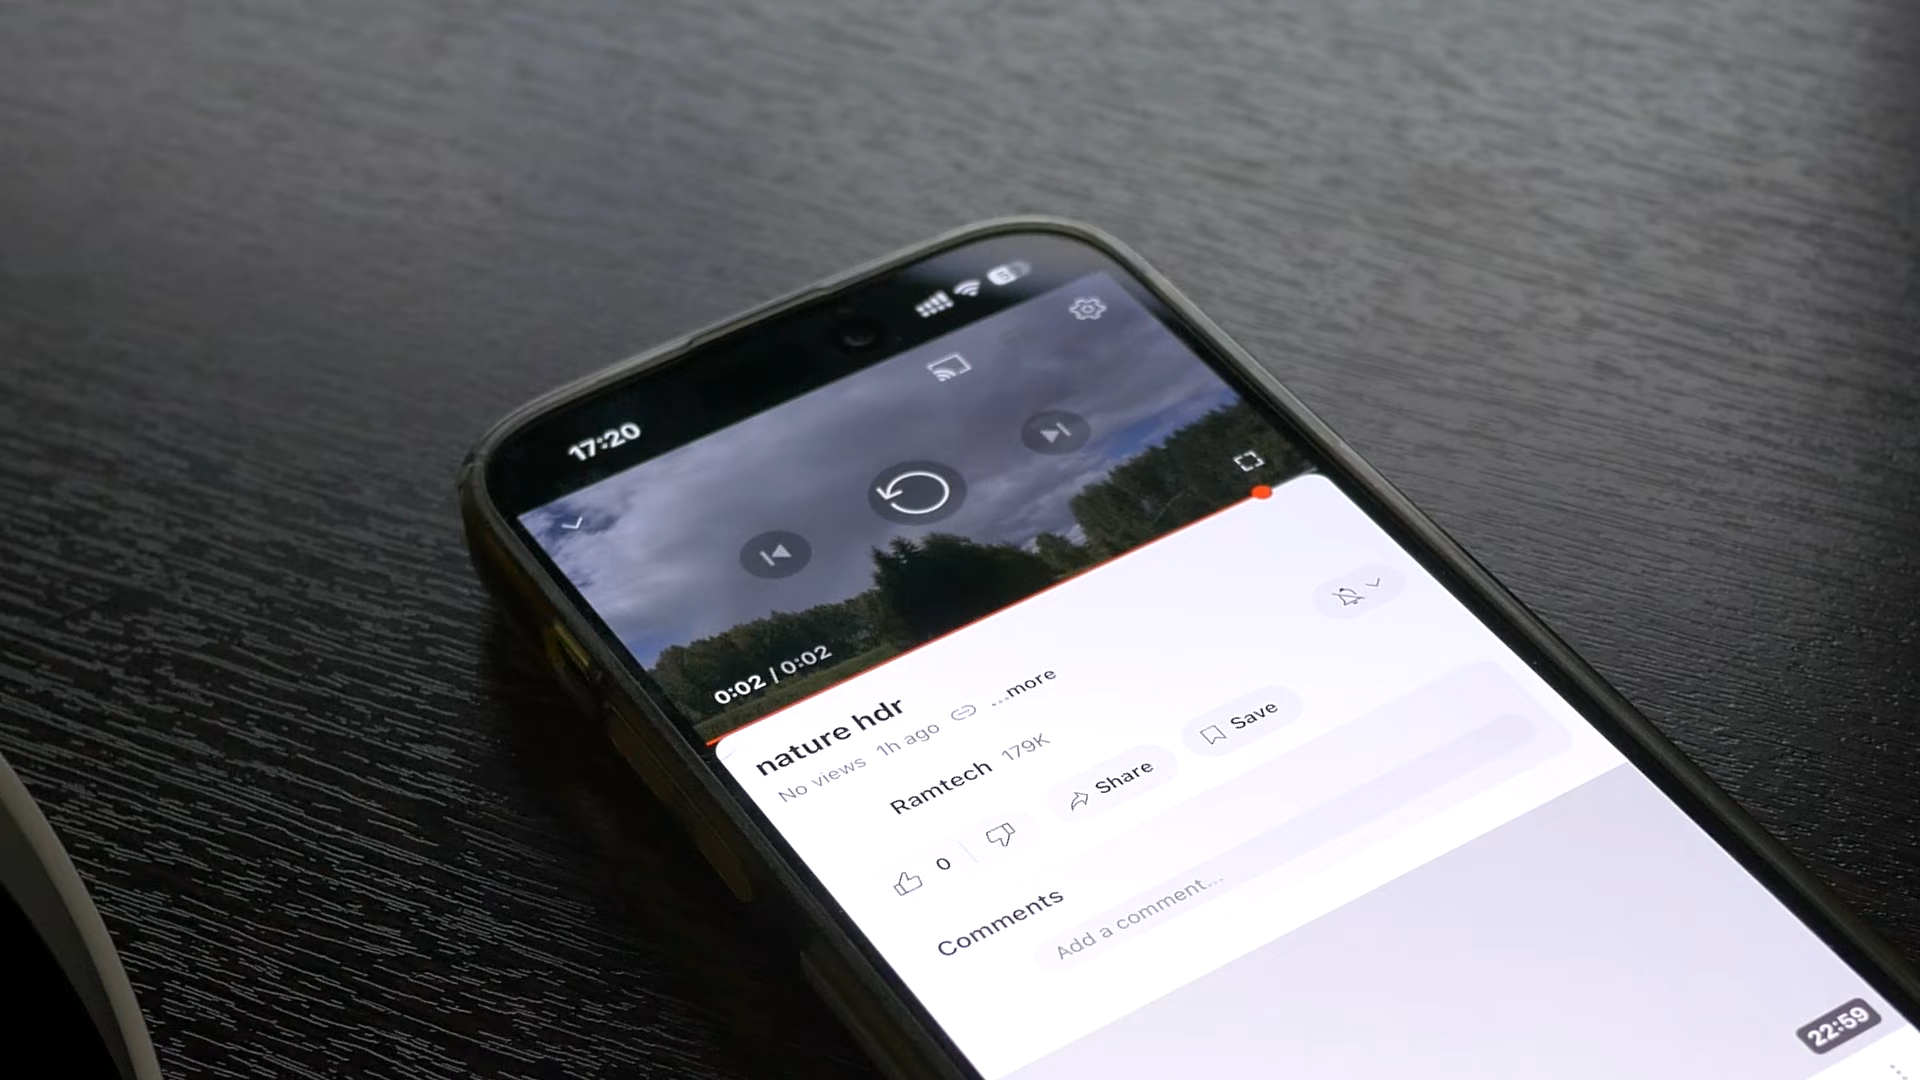 17:20
0:02 / 0:02
nature hdr
No views 1h ago ...more
Ramtech 179K
0 Share Save
Comments
Add a comment...
22:59